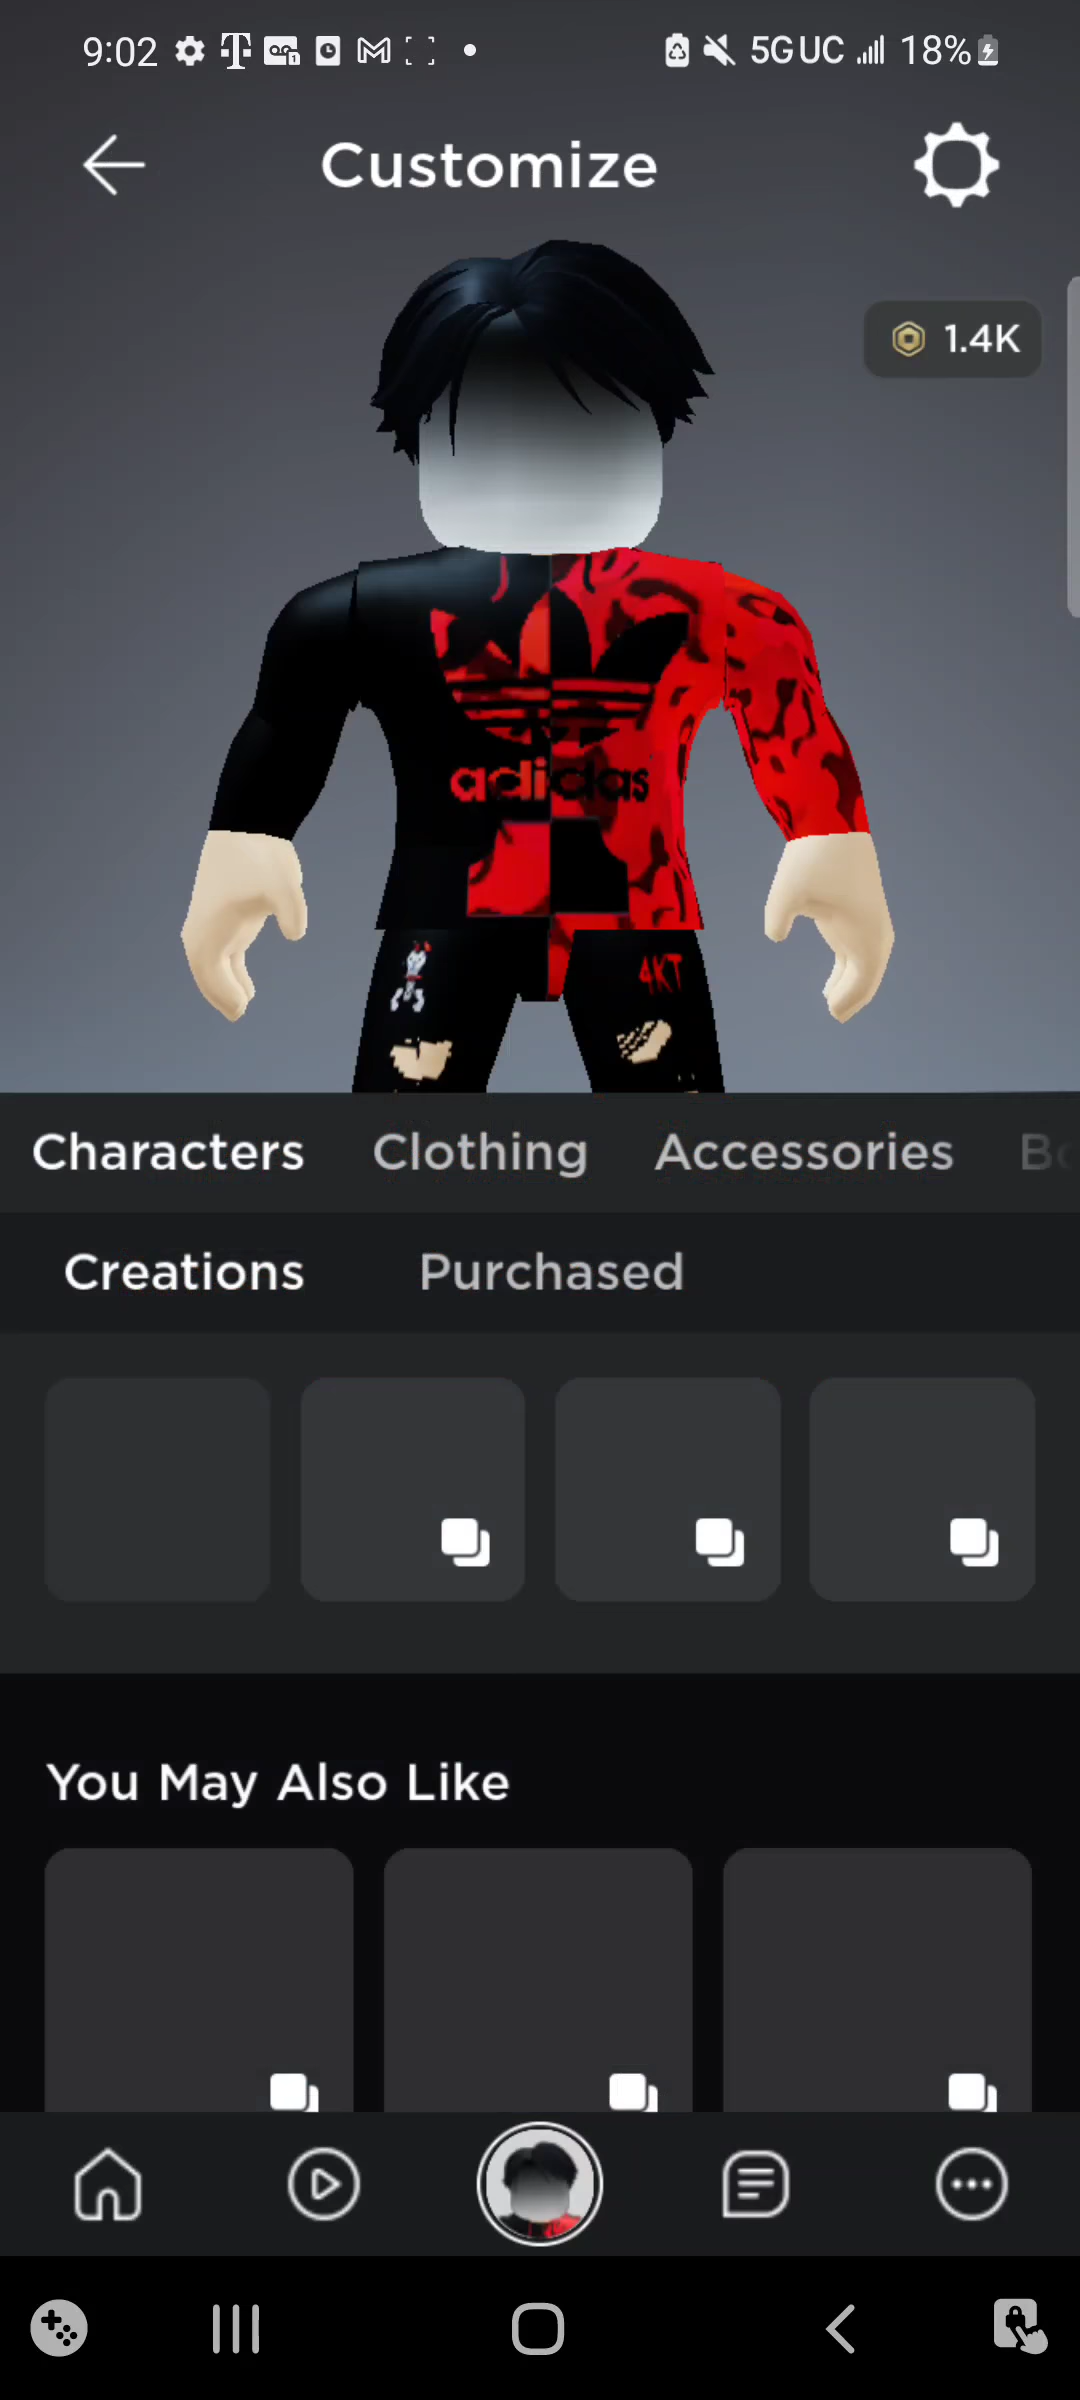 9:02 5G UC 18%
Customize
1.4K
adidas
4KT
Characters Clothing Accessories Bo
Creations Purchased
You May Also Like